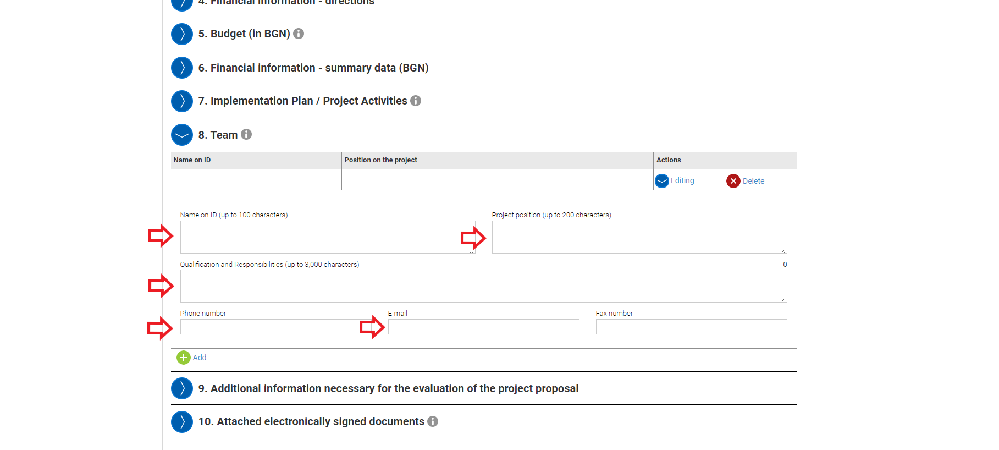 4. Financial information - directions
5. Budget (in BGN)
6. Financial information - summary data (BGN)
7. Implementation Plan / Project Activities
8. Team
Name on ID Position on the project Actions
Editing Delete
Name on ID (up to 100 characters) Project position (up to 200 characters)
Qualification and Responsibilities (up to 3,000 characters) 0
Phone number E-mail Fax number
Add
9. Additional information necessary for the evaluation of the project proposal
10. Attached electronically signed documents